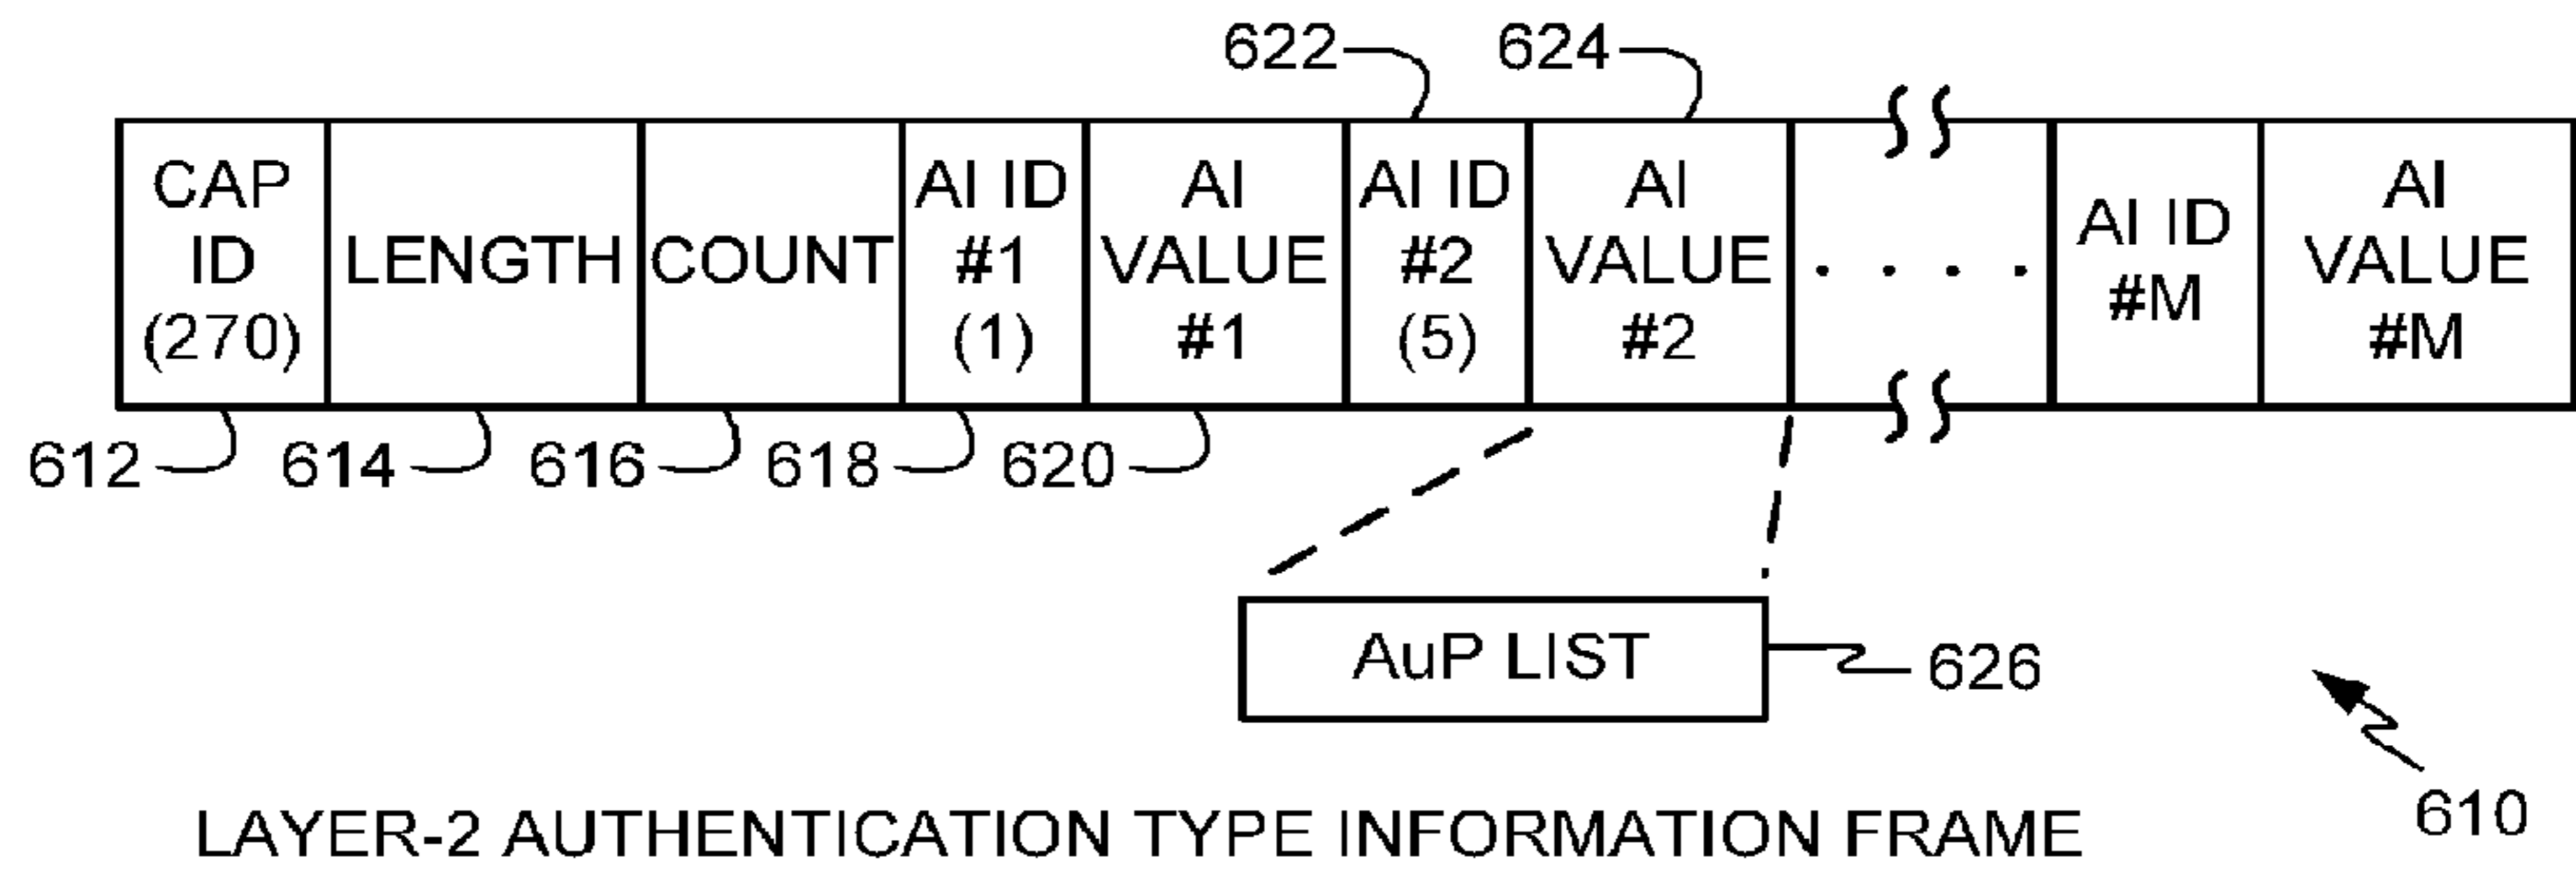 622 624
CAP
ID
(270)
LENGTH
COUNT
AI ID
#1
(1)
AI
VALUE
#1
AI ID
#2
(5)
AI
VALUE
#2
. . . .
AI ID
#M
AI
VALUE
#M
612 614 616 618 620
AuP LIST
626
610
LAYER-2 AUTHENTICATION TYPE INFORMATION FRAME